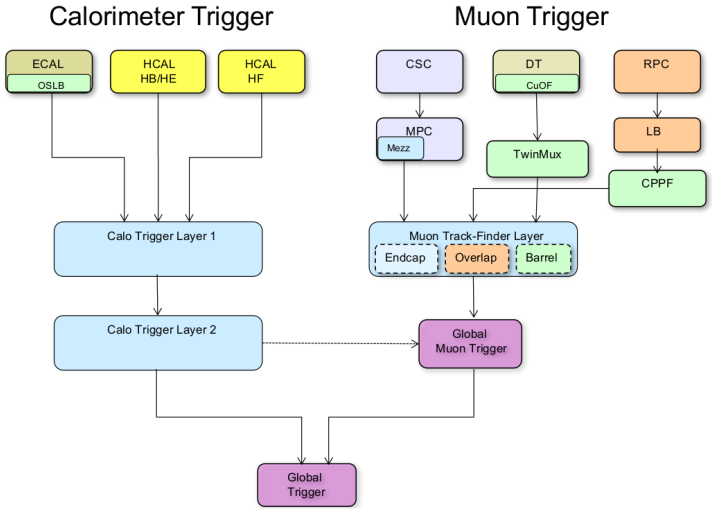 Calorimeter Trigger
Muon Trigger
ECAL
OSLB
HCAL
HB/HE
HCAL
HF
CSC
DT
CuOF
RPC
MPC
Mezz
LB
TwinMux
CPPF
Calo Trigger Layer 1
Muon Track-Finder Layer
Endcap
Overlap
Barrel
Calo Trigger Layer 2
Global
Muon Trigger
Global
Trigger